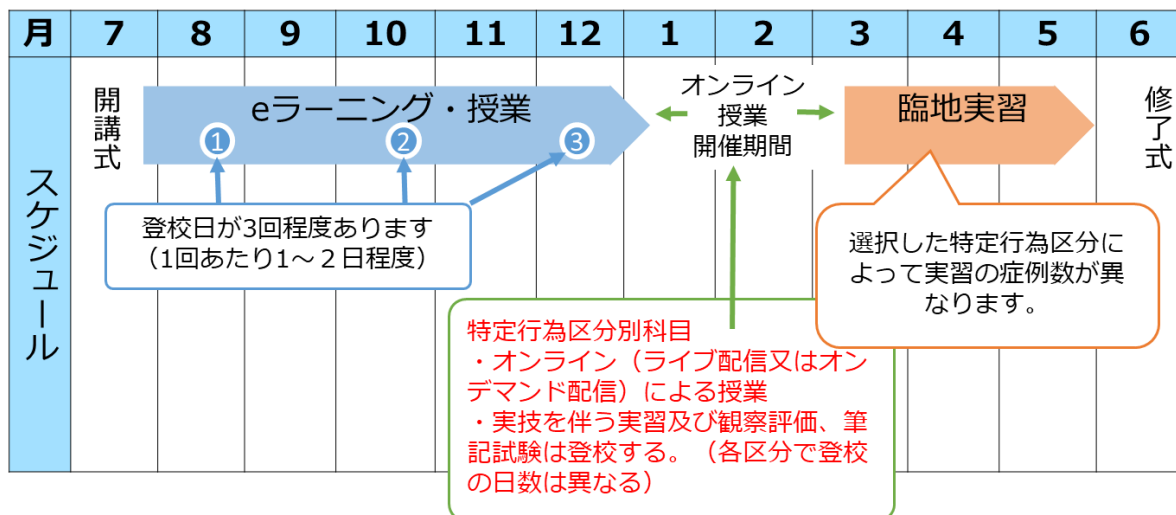 月 7 8 9 10 11 12 1 2 3 4 5 6
スケジュール
開講式
eラーニング・授業
① ② ③
登校日が3回程度あります
（1回あたり1～２日程度）
オンライン
授業
開催期間
臨地実習
修了式
選択した特定行為区分に
よって実習の症例数が異
なります。
特定行為区分別科目
・オンライン（ライブ配信又はオン
デマンド配信）による授業
・実技を伴う実習及び観察評価、筆
記試験は登校する。（各区分で登校
の日数は異なる）